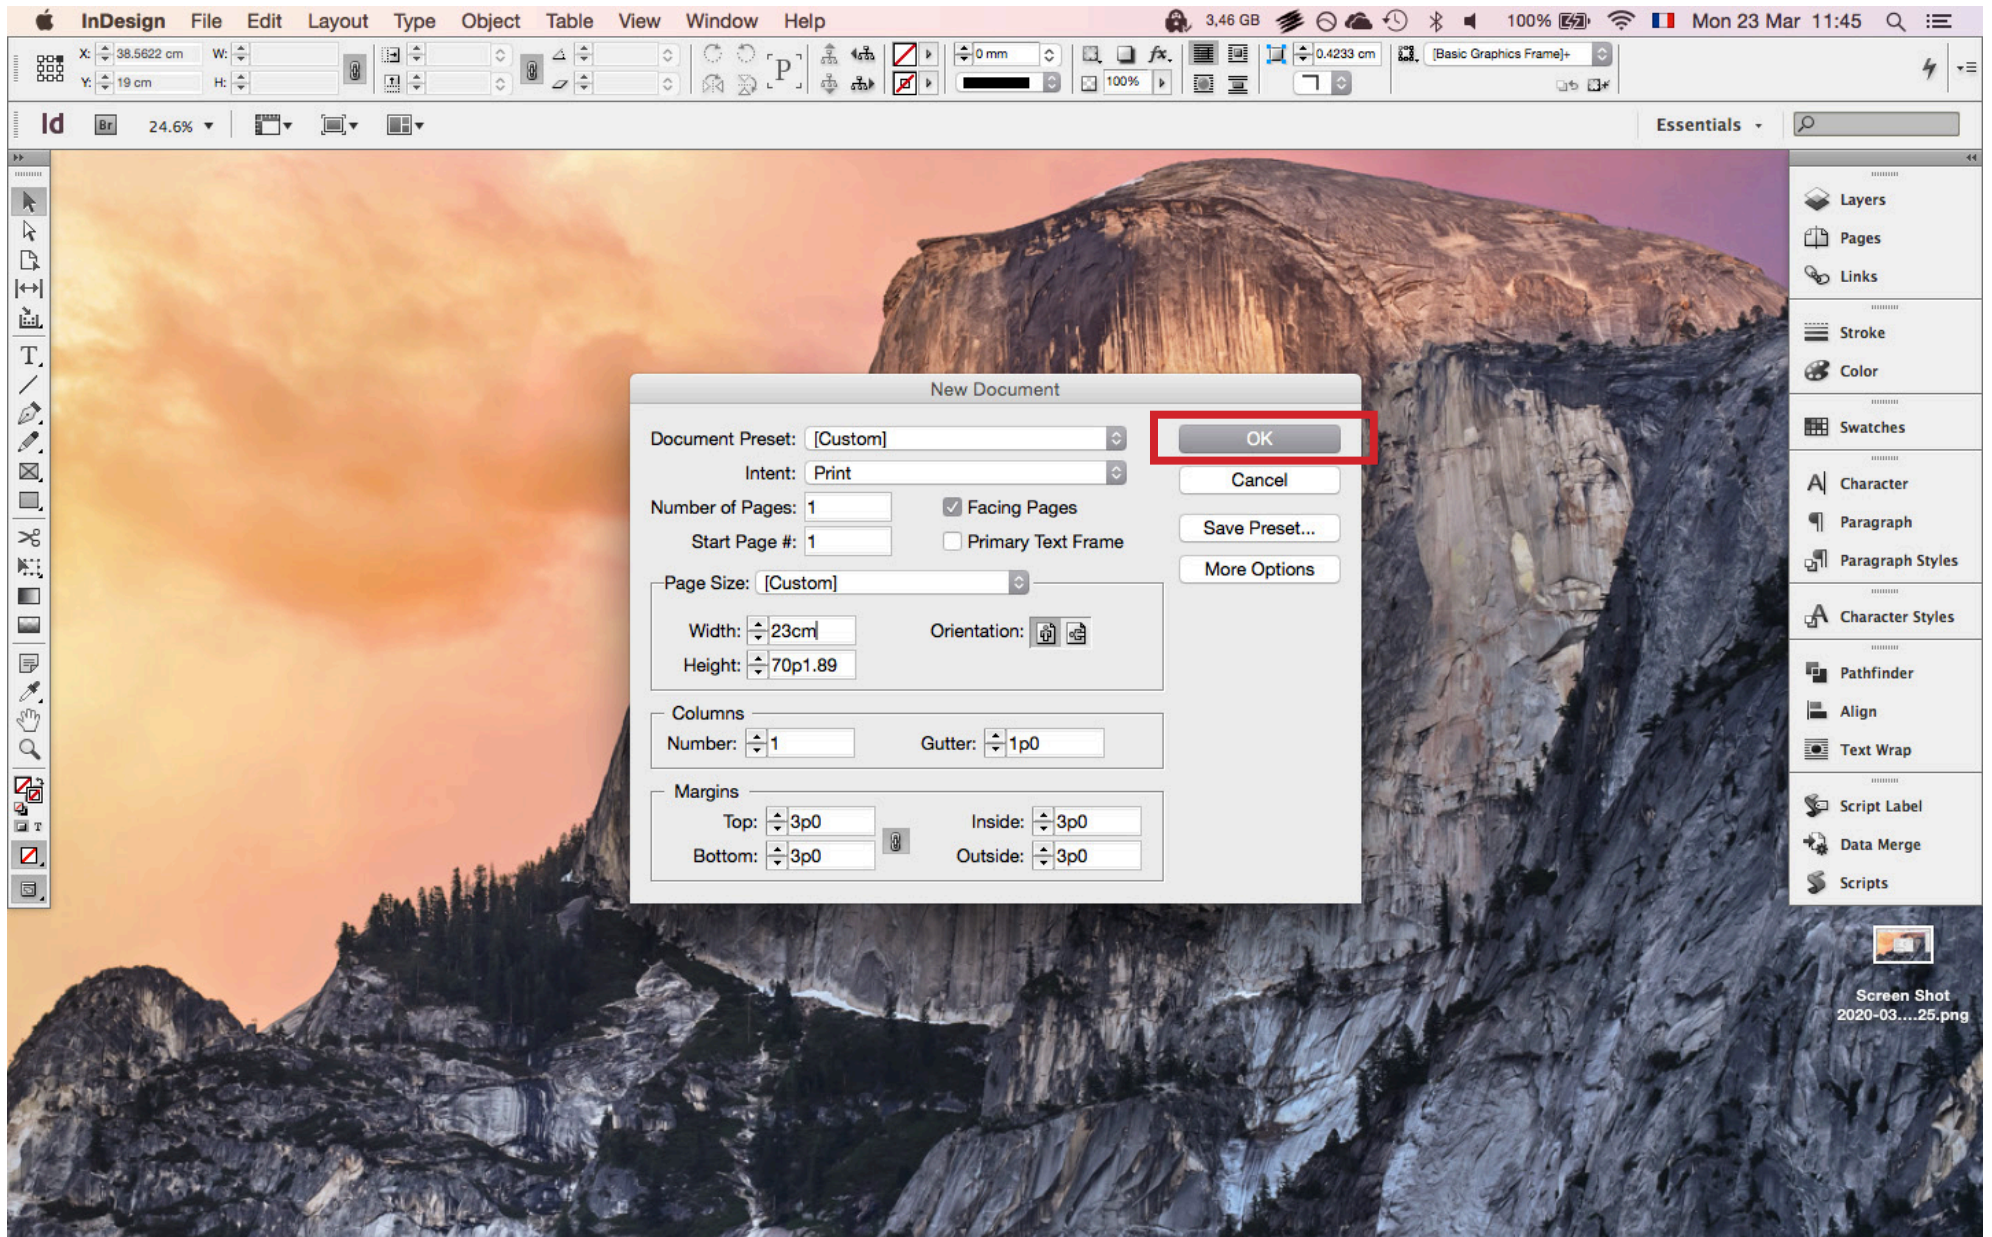 InDesign File Edit Layout Type Object Table View Window Help 3,46 GB 100% Mon 23 Mar 11:45
X: 38.5622 cm W: 0 mm 0.4233 cm [Basic Graphics Frame]+
Y: 19 cm H: 100%
Id Br 24.6% Essentials
Layers
Pages
Links
Stroke
Color
Swatches
Character
Paragraph
Paragraph Styles
Character Styles
Pathfinder
Align
Text Wrap
Script Label
Data Merge
Scripts
New Document
Document Preset: [Custom] OK
Intent: Print Cancel
Number of Pages: 1 Facing Pages Save Preset...
Start Page #: 1 Primary Text Frame More Options
Page Size: [Custom]
Width: 23cm Orientation:
Height: 70p1.89
Columns
Number: 1 Gutter: 1p0
Margins
Top: 3p0 Inside: 3p0
Bottom: 3p0 Outside: 3p0
Screen Shot
2020-03....25.png